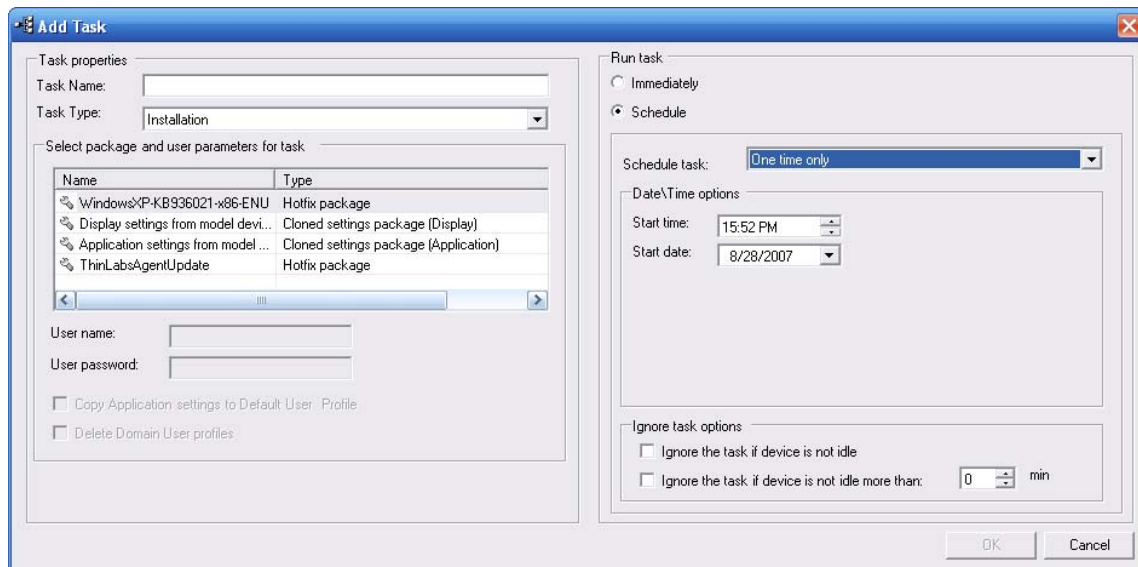 Add Task
Task properties
Task Name:
Task Type: Installation
Select package and user parameters for task
Name Type
WindowsXP-KB936021-x86-ENU Hotfix package
Display settings from model devi... Cloned settings package (Display)
Application settings from model ... Cloned settings package (Application)
ThinLabsAgentUpdate Hotfix package
User name:
User password:
Copy Application settings to Default User Profile
Delete Domain User profiles
Run task
Immediately
Schedule
Schedule task: One time only
Date\Time options
Start time: 15:52 PM
Start date: 8/28/2007
Ignore task options
Ignore the task if device is not idle
Ignore the task if device is not idle more than: 0 min
OK Cancel